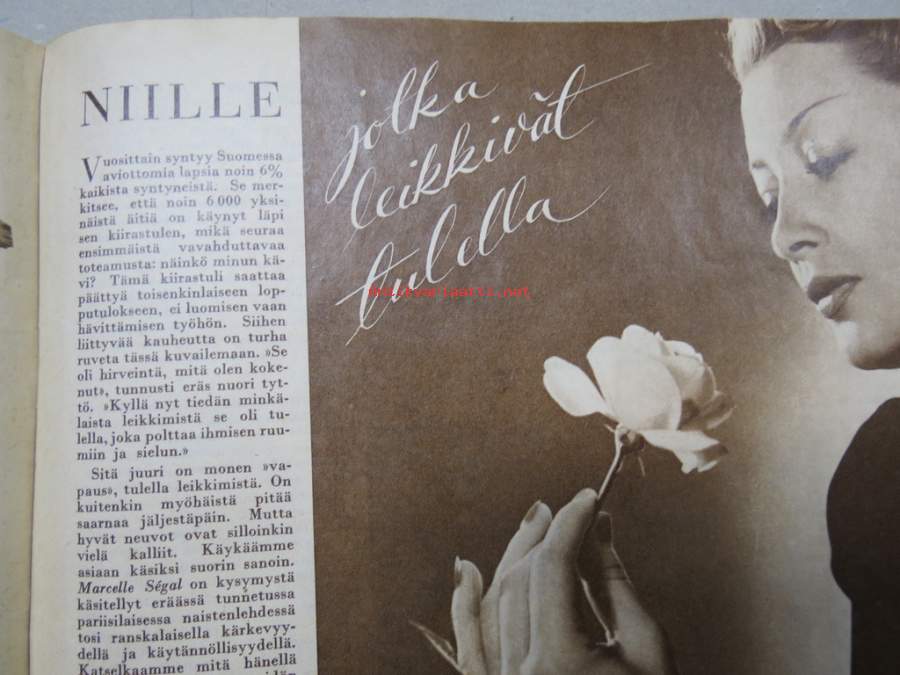 NIILLE
jotka
leikkivät
tulella
Vuosittain syntyy Suomessa
aviottomia lapsia noin 6%
kaikista syntyneistä. Se mer-
kitsee, että noin 6 000 yksi-
näistä äitiä on käynyt läpi
sen kiirastulen, mikä seuraa
ensimmäistä vavahduttavaa
toteamusta: näinkö minun kä-
vi? Tämä kiirastuli saattaa
päättyä toisenkinlaiseen lop-
putulokseen, ei luomisen vaan
hävittämisen työhön. Siihen
liittyvää kauheutta on turha
ruveta tässä kuvailemaan. »Se
oli hirveintä, mitä olen koke-
nut», tunnusti eräs nuori tyt-
tö. »Kyllä nyt tiedän minkä-
laista leikkimistä se oli tu-
lella, joka polttaa ihmisen ruu-
miin ja sielun.»
Sitä juuri on monen »va-
paus», tulella leikkimistä. On
kuitenkin myöhäistä pitää
saarnaa jäljestäpäin. Mutta
hyvät neuvot ovat silloinkin
vielä kalliit. Käykäämme
asiaan käsiksi suorin sanoin.
Marcelle Ségal on kysymystä
käsitellyt eräässä tunnetussa
pariisilaisessa naistenlehdessä
tosi ranskalaisella kärkevyy-
dellä ja käytännöllisyydellä.
Katselkaamme mitä hänellä
antikvariaatti.net